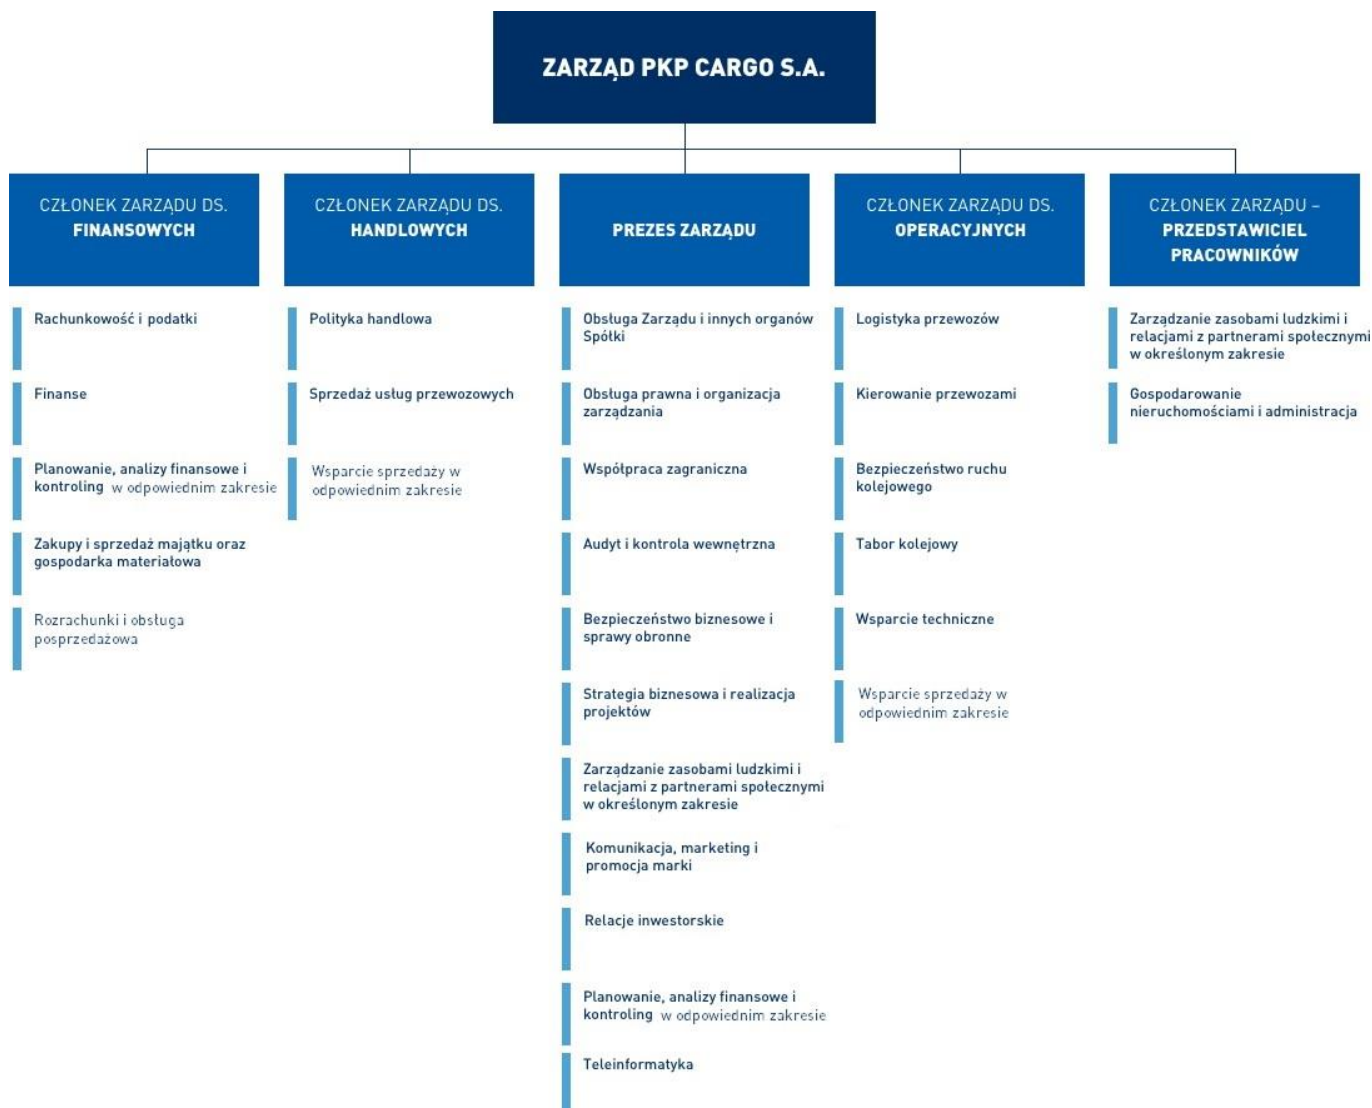 ZARZĄD PKP CARGO S.A.
CZŁONEK ZARZĄDU DS.
FINANSOWYCH
Rachunkowość i podatki
Finanse
Planowanie, analizy finansowe i
kontroling w odpowiednim zakresie
Zakupy i sprzedaż majątku oraz
gospodarka materiałowa
Rozrachunki i obsługa
posprzedażowa
CZŁONEK ZARZĄDU DS.
HANDLOWYCH
Polityka handlowa
Sprzedaż usług przewozowych
Wsparcie sprzedaży w
odpowiednim zakresie
PREZES ZARZĄDU
Obsługa Zarządu i innych organów
Spółki
Obsługa prawna i organizacja
zarządzania
Współpraca zagraniczna
Audyt i kontrola wewnętrzna
Bezpieczeństwo biznesowe i
sprawy obronne
Strategia biznesowa i realizacja
projektów
Zarządzanie zasobami ludzkimi i
relacjami z partnerami społecznymi
w określonym zakresie
Komunikacja, marketing i
promocja marki
Relacje inwestorskie
Planowanie, analizy finansowe i
kontroling w odpowiednim zakresie
Teleinformatyka
CZŁONEK ZARZĄDU DS.
OPERACYJNYCH
Logistyka przewozów
Kierowanie przewozami
Bezpieczeństwo ruchu
kolejowego
Tabor kolejowy
Wsparcie techniczne
Wsparcie sprzedaży w
odpowiednim zakresie
CZŁONEK ZARZĄDU –
PRZEDSTAWICIEL
PRACOWNIKÓW
Zarządzanie zasobami ludzkimi i
relacjami z partnerami społecznymi
w określonym zakresie
Gospodarowanie
nieruchomościami i administracja